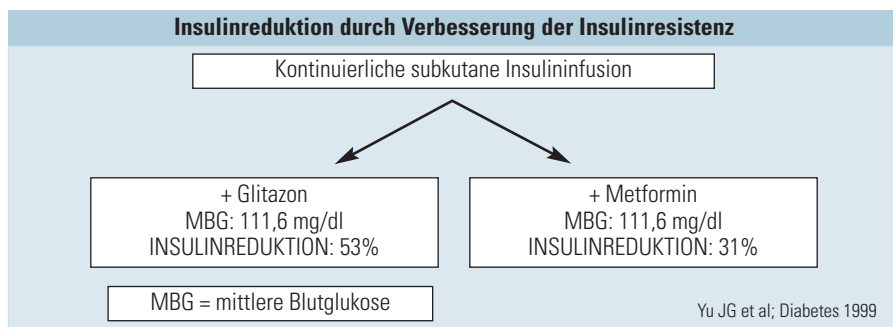 Insulinreduktion durch Verbesserung der Insulinresistenz
Kontinuierliche subkutane Insulininfusion
+ Glitazon
MBG: 111,6 mg/dl
INSULINREDUKTION: 53%
+ Metformin
MBG: 111,6 mg/dl
INSULINREDUKTION: 31%
MBG = mittlere Blutglukose
Yu JG et al; Diabetes 1999